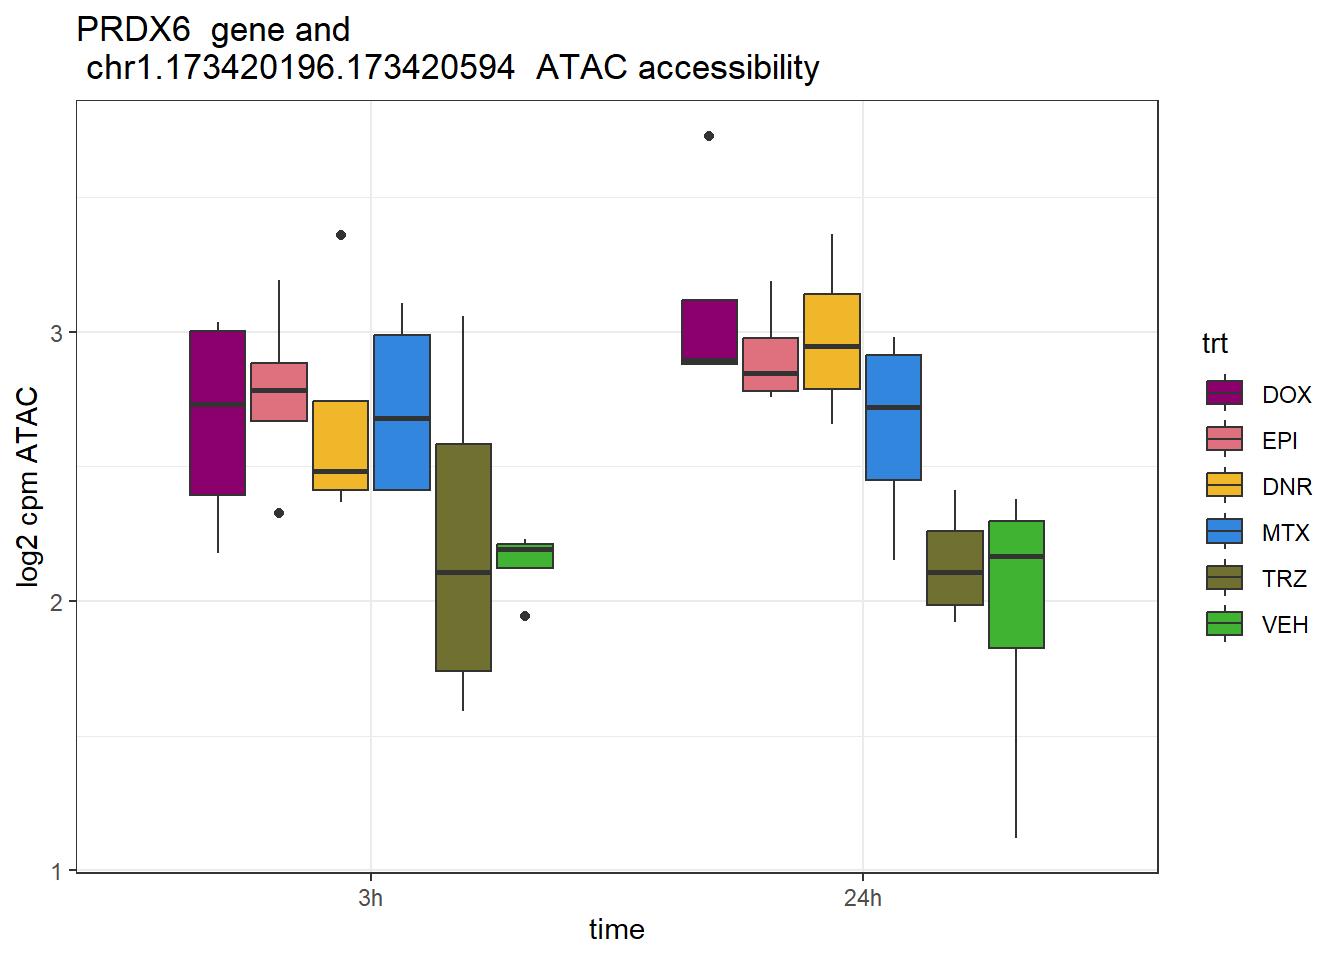 PRDX6  gene and
chr1.173420196.173420594  ATAC accessibility
log2 cpm ATAC
3
2
1
3h
24h
time
trt
DOX
EPI
DNR
MTX
TRZ
VEH